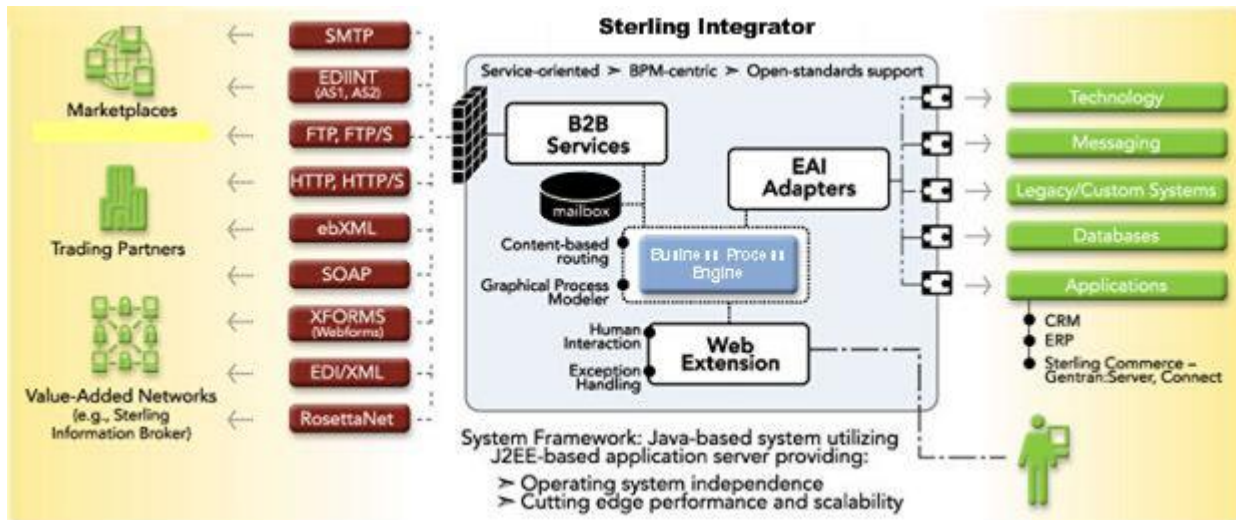 Sterling Integrator
Marketplaces
Trading Partners
Value-Added Networks
(e.g., Sterling
Information Broker)
SMTP
EDIINT
(AS1, AS2)
FTP, FTP/S
HTTP, HTTP/S
ebXML
SOAP
XFORMS
(Webforms)
EDI/XML
RosettaNet
Service-oriented ➤ BPM-centric ➤ Open-standards support
B2B
Services
mailbox
EAI
Adapters
Content-based
routing
Graphical Process
Modeler
Engine
Human
Interaction
Exception
Handling
Web
Extension
System Framework: Java-based system utilizing
J2EE-based application server providing:
➤ Operating system independence
➤ Cutting edge performance and scalability
Technology
Messaging
Legacy/Custom Systems
Databases
Applications
CRM
ERP
Sterling Commerce –
Gentran:Server, Connect